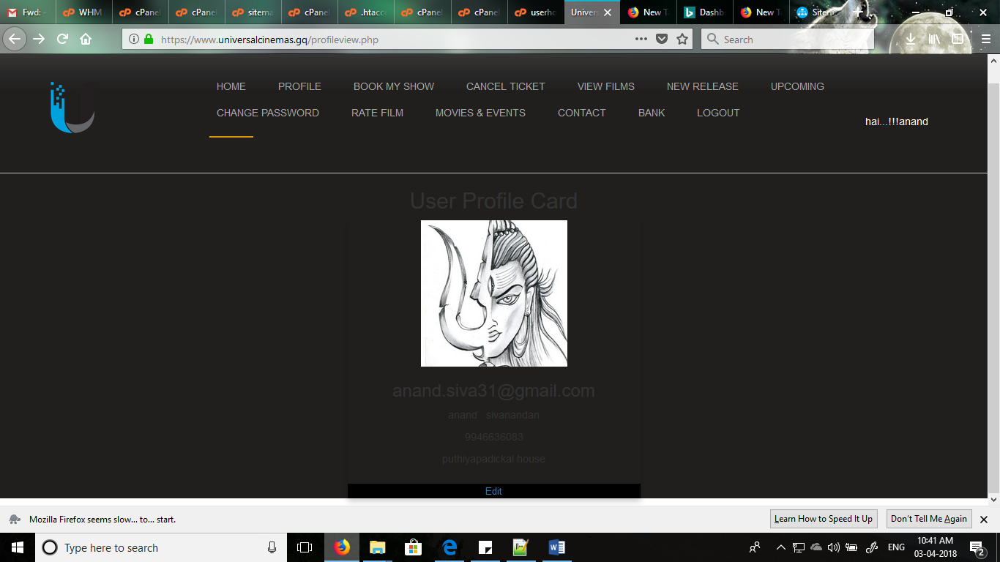 Fwd: -
WHM
cPanel
cPanel
sitema
cPanel
.htacce
cPanel
cPanel
userho
Univers
New Ta
Dashb
New Ta
Sitem
https://www.universalcinemas.gq/profileview.php
Search
HOME PROFILE BOOK MY SHOW CANCEL TICKET VIEW FILMS NEW RELEASE UPCOMING
CHANGE PASSWORD RATE FILM MOVIES & EVENTS CONTACT BANK LOGOUT
hai...!!!anand
User Profile Card
anand.siva31@gmail.com
anand sivanandan
9946636083
puthiyapadickal house
Edit
Mozilla Firefox seems slow... to... start.
Learn How to Speed It Up
Don't Tell Me Again
Type here to search
ENG
10:41 AM
03-04-2018
2